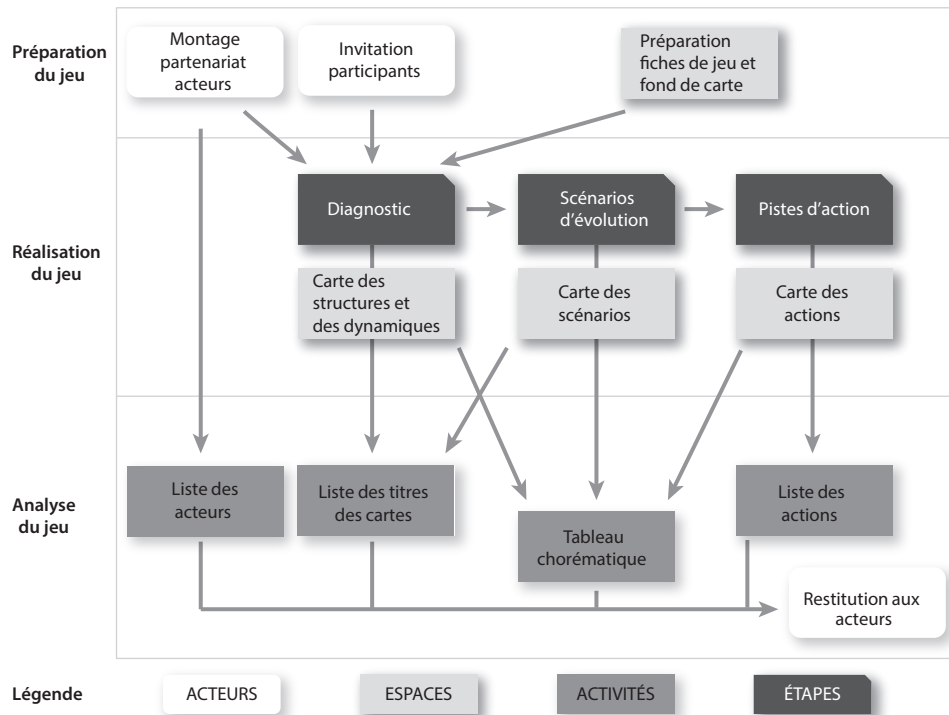 Préparation
du jeu
Montage
partenariat
acteurs
Invitation
participants
Préparation
fiches de jeu et
fond de carte
Réalisation
du jeu
Diagnostic
Scénarios
d'évolution
Pistes d'action
Carte des
structures et
des dynamiques
Carte des
scénarios
Carte des
actions
Analyse
du jeu
Liste des
acteurs
Liste des titres
des cartes
Tableau
chorématique
Liste des
actions
Restitution aux
acteurs
Légende
ACTEURS
ESPACES
ACTIVITÉS
ÉTAPES